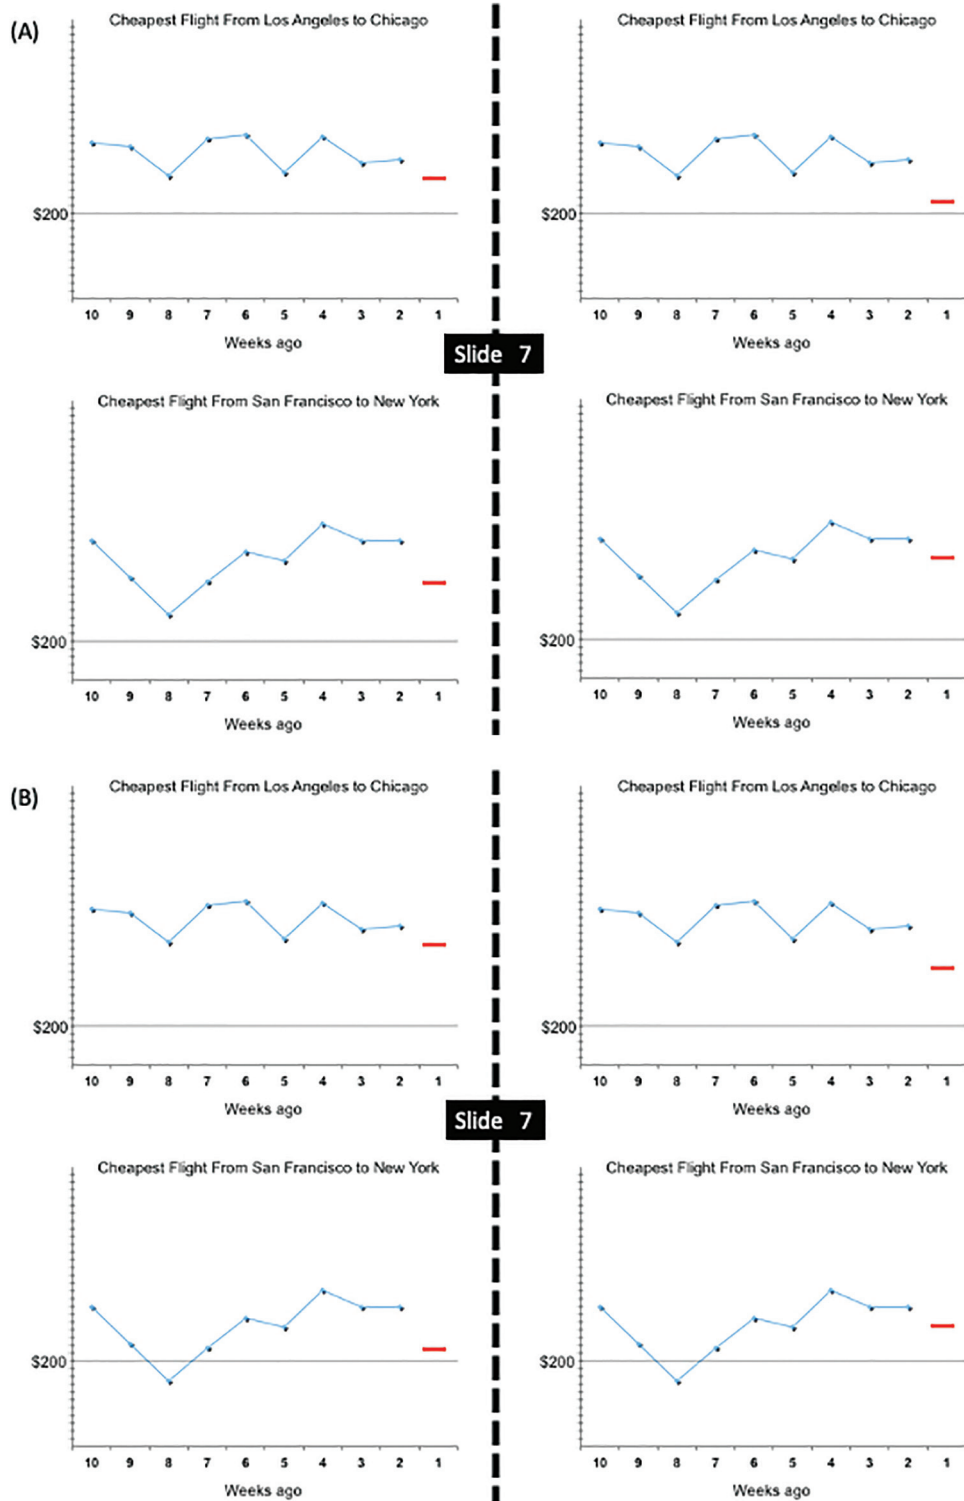 (A)
Cheapest Flight From Los Angeles to Chicago
$200
10 9 8 7 6 5 4 3 2 1
Weeks ago
Cheapest Flight From Los Angeles to Chicago
$200
10 9 8 7 6 5 4 3 2 1
Weeks ago
Slide 7
Cheapest Flight From San Francisco to New York
$200
10 9 8 7 6 5 4 3 2 1
Weeks ago
Cheapest Flight From San Francisco to New York
$200
10 9 8 7 6 5 4 3 2 1
Weeks ago
(B)
Cheapest Flight From Los Angeles to Chicago
$200
10 9 8 7 6 5 4 3 2 1
Weeks ago
Cheapest Flight From Los Angeles to Chicago
$200
10 9 8 7 6 5 4 3 2 1
Weeks ago
Slide 7
Cheapest Flight From San Francisco to New York
$200
10 9 8 7 6 5 4 3 2 1
Weeks ago
Cheapest Flight From San Francisco to New York
$200
10 9 8 7 6 5 4 3 2 1
Weeks ago